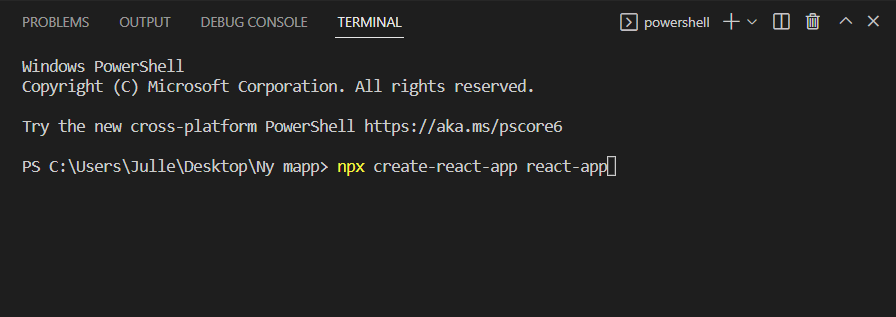 PROBLEMS OUTPUT DEBUG CONSOLE TERMINAL powershell
Windows PowerShell
Copyright (C) Microsoft Corporation. All rights reserved.
Try the new cross-platform PowerShell https://aka.ms/pscore6
PS C:\Users\Julle\Desktop\Ny mapp> npx create-react-app react-app